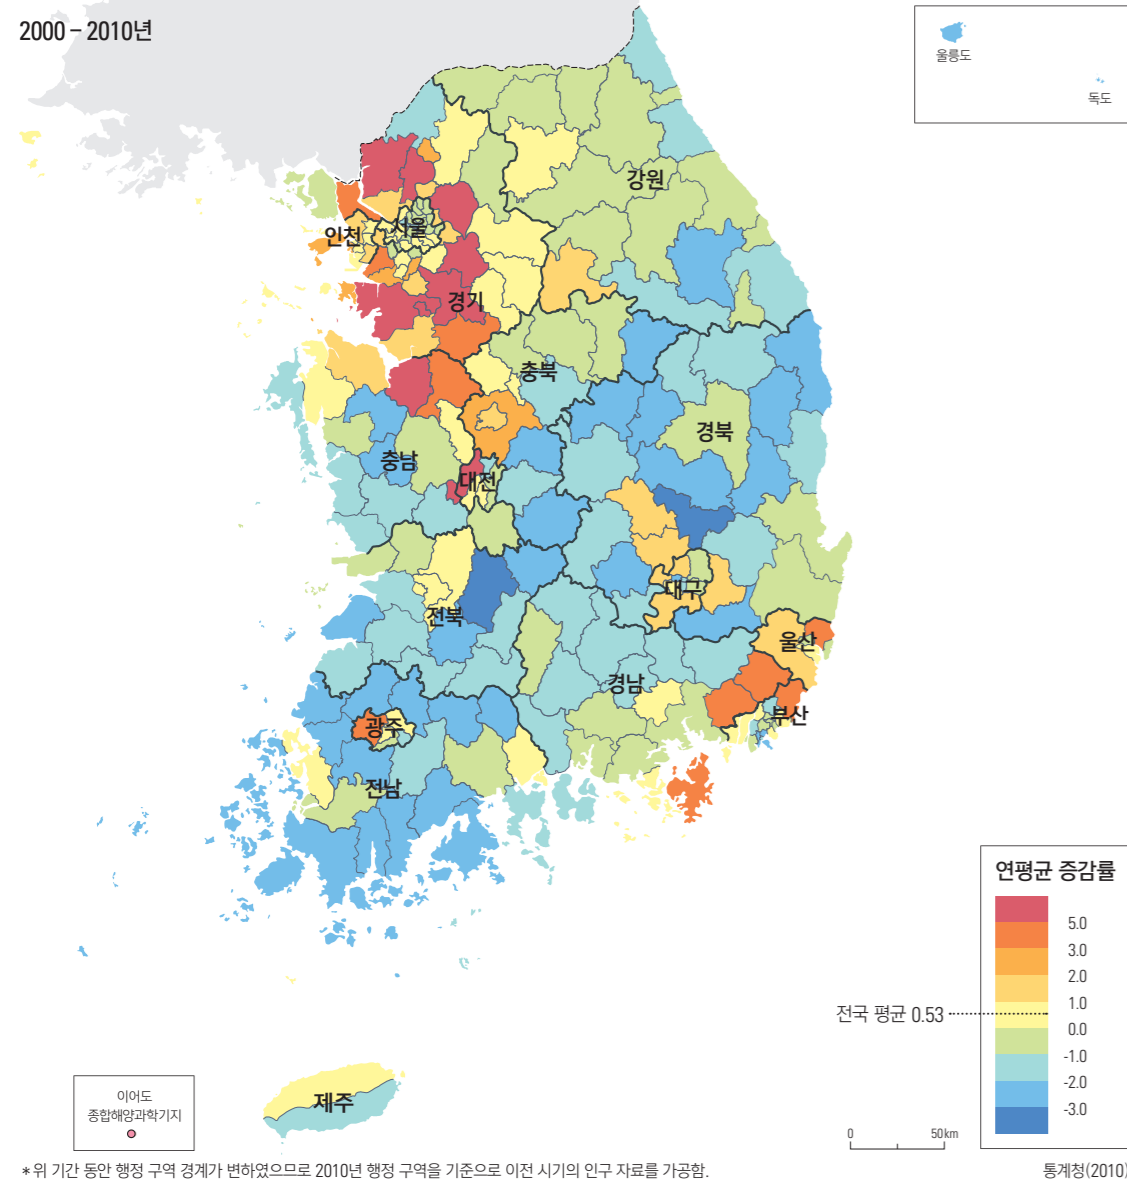 2000 – 2010년
울릉도
독도
강원
서울
인천
경기
충북
경북
충남
대전
대구
전북
울산
경남
부산
광주
전남
연평균 증감률
5.0
3.0
2.0
1.0
전국 평균 0.53
0.0
-1.0
-2.0
-3.0
이어도
종합해양과학기지
제주
0 50km
*위 기간 동안 행정 구역 경계가 변하였으므로 2010년 행정 구역을 기준으로 이전 시기의 인구 자료를 가공함.
통계청(2010)